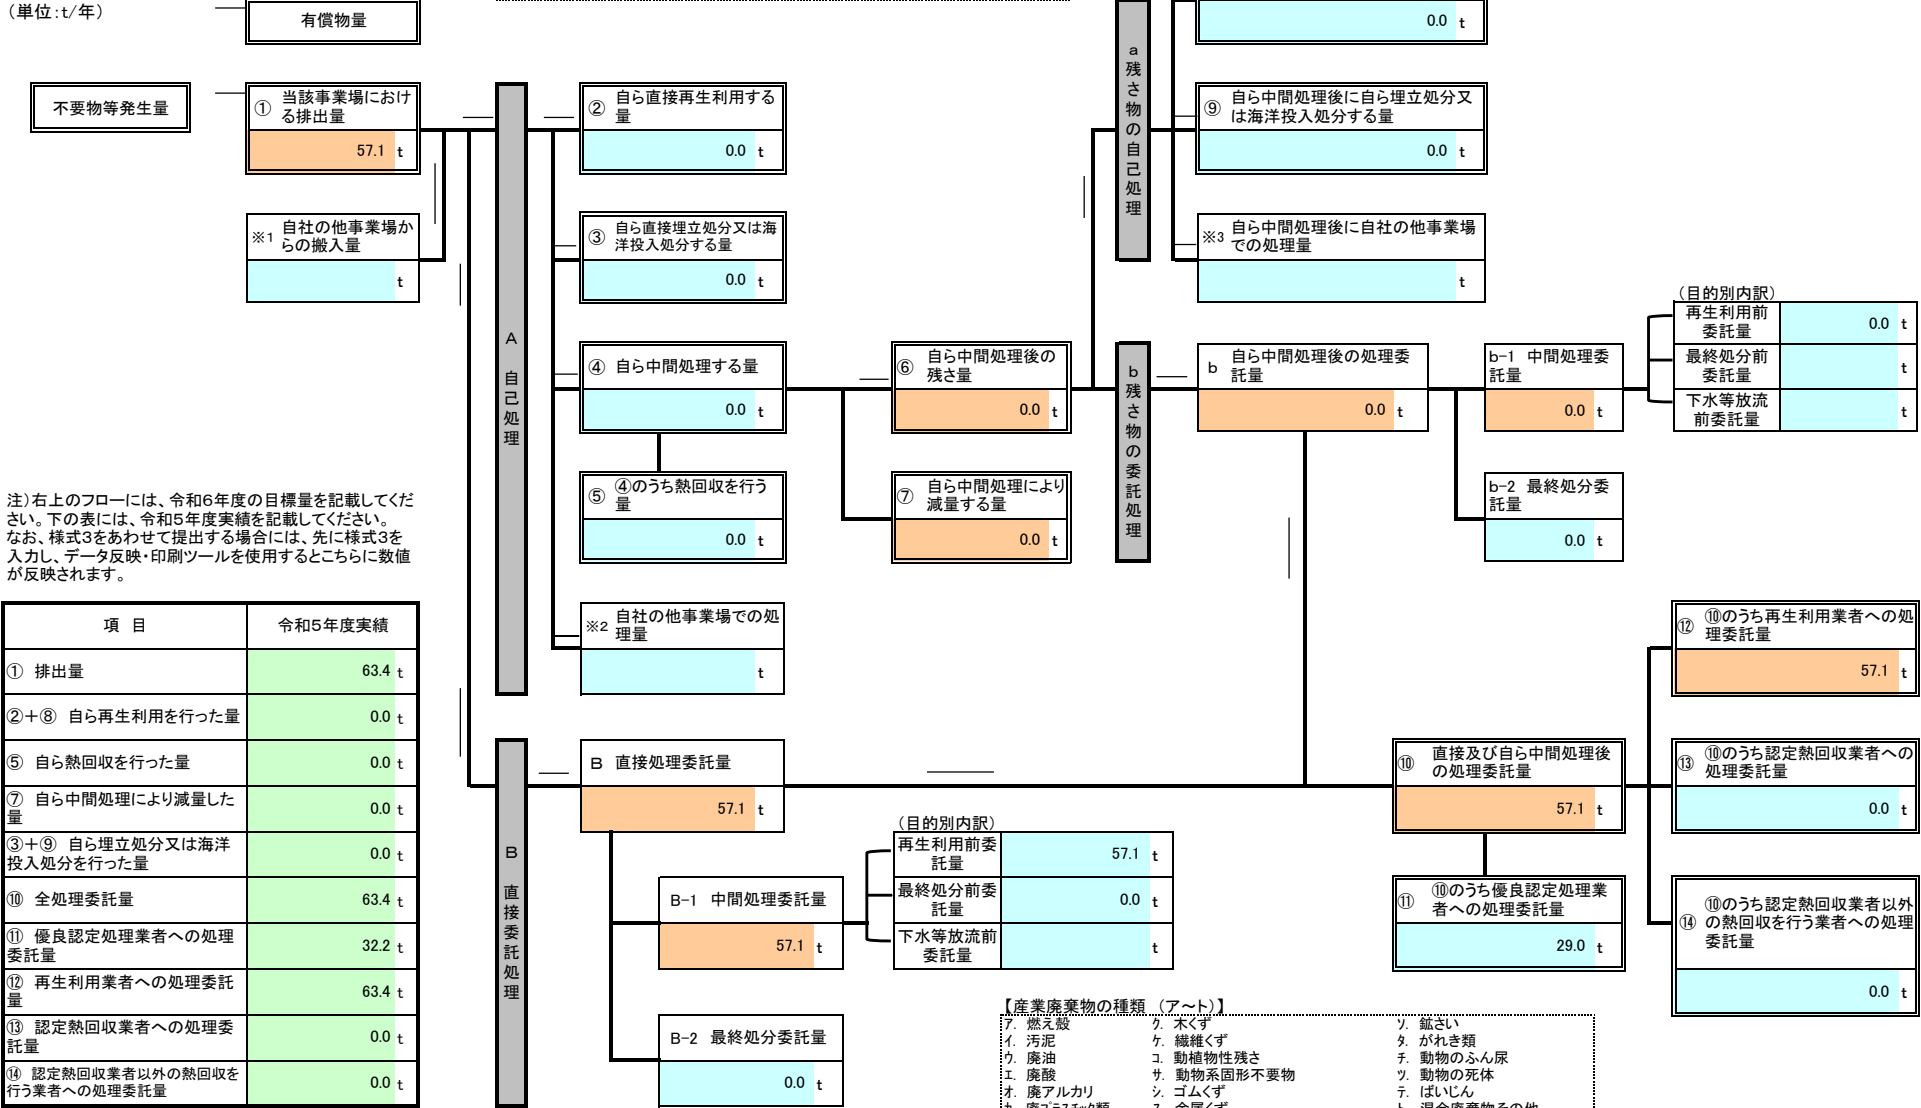 （単位：ｔ/年）
有償物量
0.0 t
不要物等発生量
① 当該事業場におけ
る排出量
57.1 t
※1 自社の他事業場か
らの搬入量
t
A 自己処理
② 自ら直接再生利用する
量
0.0 t
③ 自ら直接埋立処分又は海
洋投入処分する量
0.0 t
④ 自ら中間処理する量
0.0 t
⑤ ④のうち熱回収を行う
量
0.0 t
※2 自社の他事業場での処
理量
t
⑥ 自ら中間処理後の
残さ量
0.0 t
⑦ 自ら中間処理により
減量する量
0.0 t
a残さ物の自己処理
⑨ 自ら中間処理後に自ら埋立処分又
は海洋投入処分する量
0.0 t
※3 自ら中間処理後に自社の他事業場
での処理量
t
b残さ物の委託処理
b 自ら中間処理後の処理委
託量
0.0 t
b-1 中間処理委
託量
0.0 t
（目的別内訳）
再生利用前
委託量
0.0 t
最終処分前
委託量
t
下水等放流
前委託量
t
b-2 最終処分委
託量
0.0 t
注）右上のフローには、令和６年度の目標量を記載してくだ
さい。下の表には、令和５年度実績を記載してください。
なお、様式３をあわせて提出する場合には、先に様式３を
入力し、データ反映・印刷ツールを使用するとこちらに数値
が反映されます。
項 目 令和５年度実績
① 排出量 63.4 t
②＋⑧ 自ら再生利用を行った量 0.0 t
⑤ 自ら熱回収を行った量 0.0 t
⑦ 自ら中間処理により減量した
量 0.0 t
③＋⑨ 自ら埋立処分又は海洋
投入処分を行った量 0.0 t
⑩ 全処理委託量 63.4 t
⑪ 優良認定処理業者への処理
委託量 32.2 t
⑫ 再生利用業者への処理委託
量 63.4 t
⑬ 認定熱回収業者への処理委
託量 0.0 t
⑭ 認定熱回収業者以外の熱回収を
行う業者への処理委託量 0.0 t
B 直接委託処理
B 直接処理委託量
57.1 t
B-1 中間処理委託量
57.1 t
（目的別内訳）
再生利用前委
託量
57.1 t
最終処分前委
託量
0.0 t
下水等放流前
委託量
t
B-2 最終処分委託量
0.0 t
⑩ 直接及び自ら中間処理後
の処理委託量
57.1 t
⑪ ⑩のうち優良認定処理業
者への処理委託量
29.0 t
⑫ ⑩のうち再生利用業者への処
理委託量
57.1 t
⑬ ⑩のうち認定熱回収業者への
処理委託量
0.0 t
⑭ ⑩のうち認定熱回収業者以外
の熱回収を行う業者への処理
委託量
0.0 t
【産業廃棄物の種類 （ア～ト）】
ア. 燃え殻 ク. 木くず ソ. 鉱さい
イ. 汚泥 ケ. 繊維くず タ. がれき類
ウ. 廃油 コ. 動植物性残さ チ. 動物のふん尿
エ. 廃酸 サ. 動物系固形不要物 ツ. 動物の死体
オ. 廃アルカリ シ. ゴムくず テ. ばいじん
カ. 廃プラスチック類 ス. 金属くず ト. 混合廃棄物その他